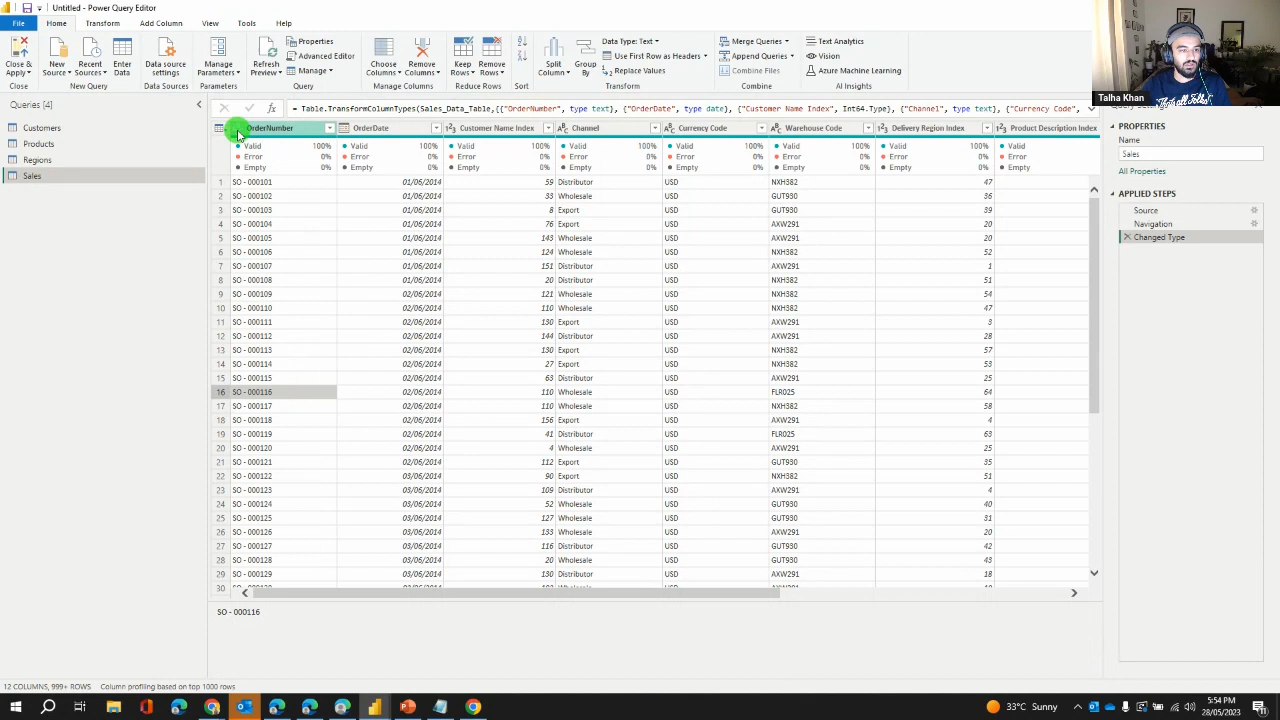 Untitled - Power Query Editor
File Home Transform Add Column View Tools Help
Close & Apply New Source Recent Sources Enter Data Data source settings Manage Parameters Refresh Preview Properties Advanced Editor Manage Choose Columns Remove Columns Keep Rows Remove Rows Split Column Group By Data Type: Text Use First Row as Headers Replace Values Merge Queries Append Queries Combine Files Text Analytics Vision Azure Machine Learning
Close New Query Data Sources Parameters Query Manage Columns Reduce Rows Sort Transform Combine AI Insights
Talha Khan
Queries [4]
Customers
Products
Regions
Sales
= Table.TransformColumnTypes(Sales_Data_Table,{{"OrderNumber", type text}, {"OrderDate", type date}, {"Customer Name Index", Int64.Type}, {"Channel", type text}, {"Currency Code",
OrderNumber OrderDate Customer Name Index Channel Currency Code Warehouse Code Delivery Region Index Product Description Index
Valid 100% Valid 100% Valid 100% Valid 100% Valid 100% Valid 100% Valid 100% Valid
Error 0% Error 0% Error 0% Error 0% Error 0% Error 0% Error 0% Error
Empty 0% Empty 0% Empty 0% Empty 0% Empty 0% Empty 0% Empty 0% Empty
1 SO - 000101 01/06/2014 59 Distributor USD NXH382 47
2 SO - 000102 01/06/2014 33 Wholesale USD GUT930 36
3 SO - 000103 01/06/2014 8 Export USD GUT930 39
4 SO - 000104 01/06/2014 76 Export USD AXW291 20
5 SO - 000105 01/06/2014 143 Wholesale USD AXW291 20
6 SO - 000106 01/06/2014 124 Wholesale USD NXH382 52
7 SO - 000107 01/06/2014 151 Distributor USD AXW291 1
8 SO - 000108 01/06/2014 20 Distributor USD NXH382 51
9 SO - 000109 02/06/2014 121 Wholesale USD NXH382 54
10 SO - 000110 02/06/2014 110 Wholesale USD NXH382 47
11 SO - 000111 02/06/2014 130 Export USD AXW291 3
12 SO - 000112 02/06/2014 144 Distributor USD AXW291 28
13 SO - 000113 02/06/2014 130 Export USD NXH382 57
14 SO - 000114 02/06/2014 27 Export USD NXH382 53
15 SO - 000115 02/06/2014 63 Distributor USD AXW291 25
16 SO - 000116 02/06/2014 110 Wholesale USD FLR025 64
17 SO - 000117 02/06/2014 110 Wholesale USD NXH382 58
18 SO - 000118 02/06/2014 156 Export USD AXW291 4
19 SO - 000119 02/06/2014 41 Distributor USD FLR025 63
20 SO - 000120 02/06/2014 4 Wholesale USD AXW291 25
21 SO - 000121 02/06/2014 112 Export USD GUT930 35
22 SO - 000122 03/06/2014 90 Export USD NXH382 51
23 SO - 000123 03/06/2014 109 Distributor USD AXW291 4
24 SO - 000124 03/06/2014 52 Wholesale USD GUT930 40
25 SO - 000125 03/06/2014 127 Wholesale USD GUT930 31
26 SO - 000126 03/06/2014 133 Wholesale USD AXW291 20
27 SO - 000127 03/06/2014 116 Distributor USD GUT930 42
28 SO - 000128 03/06/2014 20 Wholesale USD GUT930 43
29 SO - 000129 03/06/2014 130 Distributor USD AXW291 18
30
SO - 000116
PROPERTIES
Name
Sales
All Properties
APPLIED STEPS
Source
Navigation
Changed Type
12 COLUMNS, 999+ ROWS Column profiling based on top 1000 rows
33°C Sunny
5:54 PM
28/05/2023